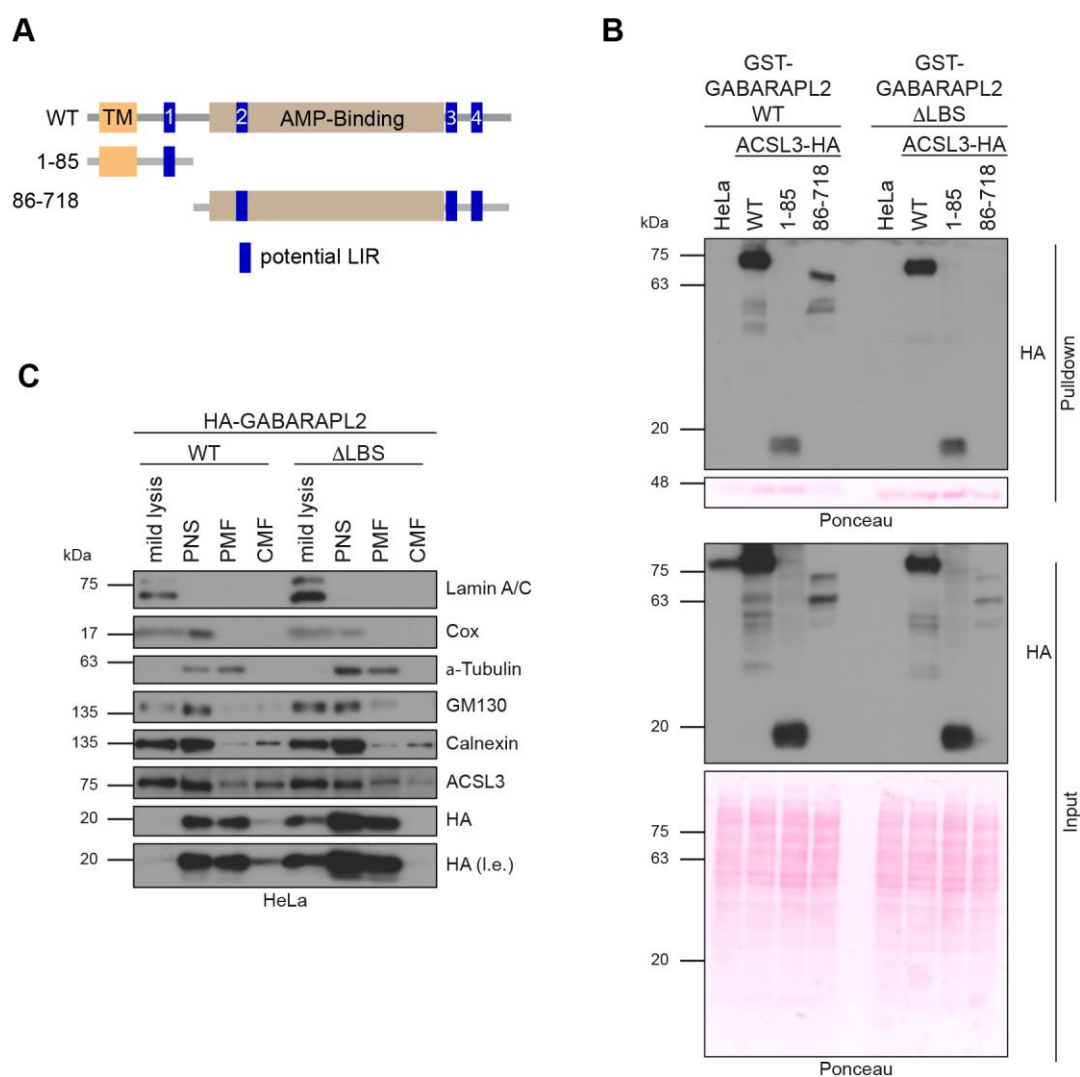 A
WT TM 1 2 AMP-Binding 3 4
1-85
86-718
potential LIR
B
GST-
GABARAPL2
WT
GST-
GABARAPL2
ΔLBS
ACSL3-HA ACSL3-HA
HeLa WT 1-85 86-718 HeLa WT 1-85 86-718
kDa
75
63
20
HA
Pulldown
48
Ponceau
75
63
20
HA
Input
75
63
20
Ponceau
C
HA-GABARAPL2
WT ΔLBS
mild lysis PNS PMF CMF mild lysis PNS PMF CMF
kDa
75 Lamin A/C
17 Cox
63 a-Tubulin
135 GM130
135 Calnexin
75 ACSL3
20 HA
20 HA (l.e.)
HeLa